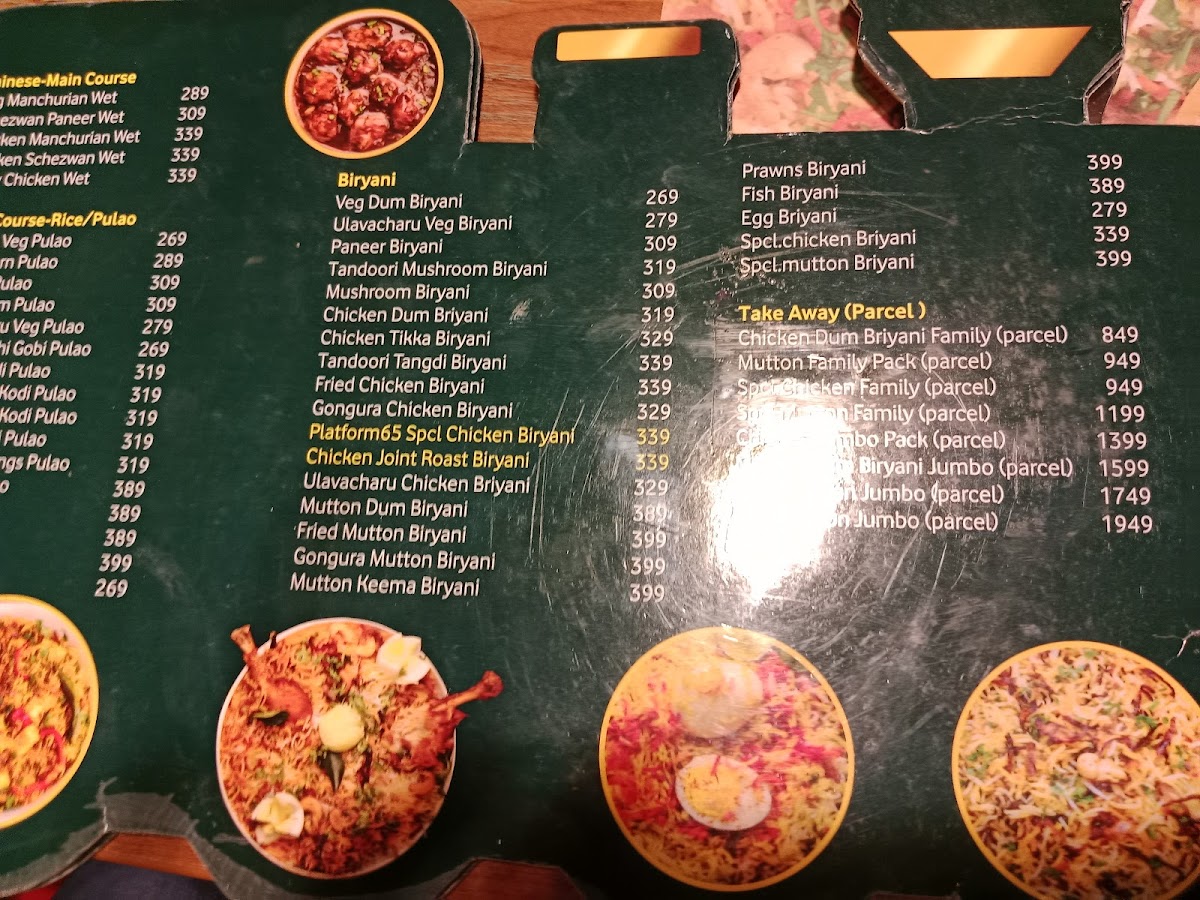 inese-Main Course
g Manchurian Wet 289
ezwan Paneer Wet 309
ken Manchurian Wet 339
ken Schezwan Wet 339
Chicken Wet 339
Course-Rice/Pulao
Veg Pulao 269
Pulao 289
Pulao 309
Pulao 309
Veg Pulao 279
Gobi Pulao 269
Pulao 319
Kodi Pulao 319
Kodi Pulao 319
Pulao 319
ngs Pulao 319
389
389
389
399
269
Biryani
Veg Dum Biryani 269
Ulavacharu Veg Biryani 279
Paneer Biryani 309
Tandoori Mushroom Biryani 319
Mushroom Biryani 309
Chicken Dum Briyani 319
Chicken Tikka Biryani 329
Tandoori Tangdi Biryani 339
Fried Chicken Biryani 339
Gongura Chicken Biryani 329
Platform65 Spcl Chicken Biryani 339
Chicken Joint Roast Biryani 339
Ulavacharu Chicken Briyani 329
Mutton Dum Biryani 389
Fried Mutton Biryani 399
Gongura Mutton Biryani 399
Mutton Keema Biryani 399
Prawns Biryani 399
Fish Biryani 389
Egg Briyani 279
Spcl.chicken Briyani 339
Spcl.mutton Briyani 399
Take Away (Parcel )
Chicken Dum Briyani Family (parcel) 849
Mutton Family Pack (parcel) 949
Spcl Chicken Family (parcel) 949
Family (parcel) 1199
Pack (parcel) 1399
Biryani Jumbo (parcel) 1599
Jumbo (parcel) 1749
Jumbo (parcel) 1949